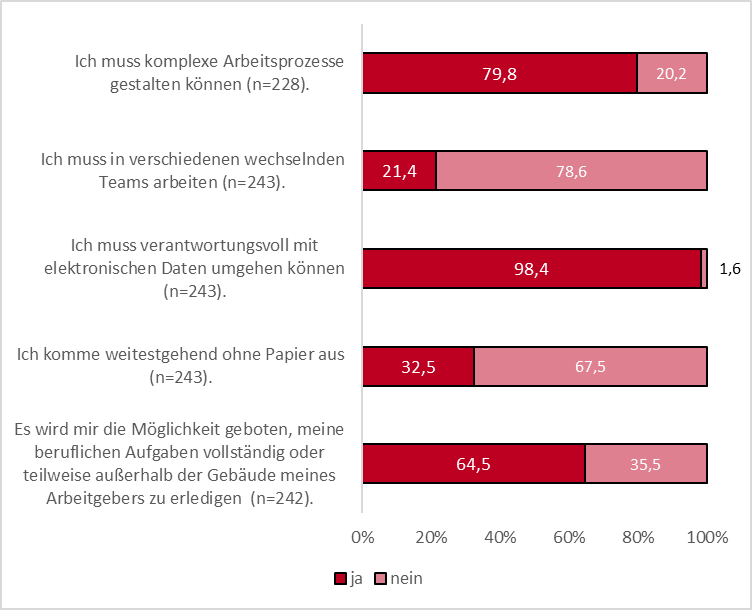 Ich muss komplexe Arbeitsprozesse
gestalten können (n=228).
79,8
20,2
Ich muss in verschiedenen wechselnden
Teams arbeiten (n=243).
21,4
78,6
Ich muss verantwortungsvoll mit
elektronischen Daten umgehen können
(n=243).
98,4
1,6
Ich komme weitestgehend ohne Papier aus
(n=243).
32,5
67,5
Es wird mir die Möglichkeit geboten, meine
beruflichen Aufgaben vollständig oder
teilweise außerhalb der Gebäude meines
Arbeitgebers zu erledigen (n=242).
64,5
35,5
0%
20%
40%
60%
80%
100%
ja
nein